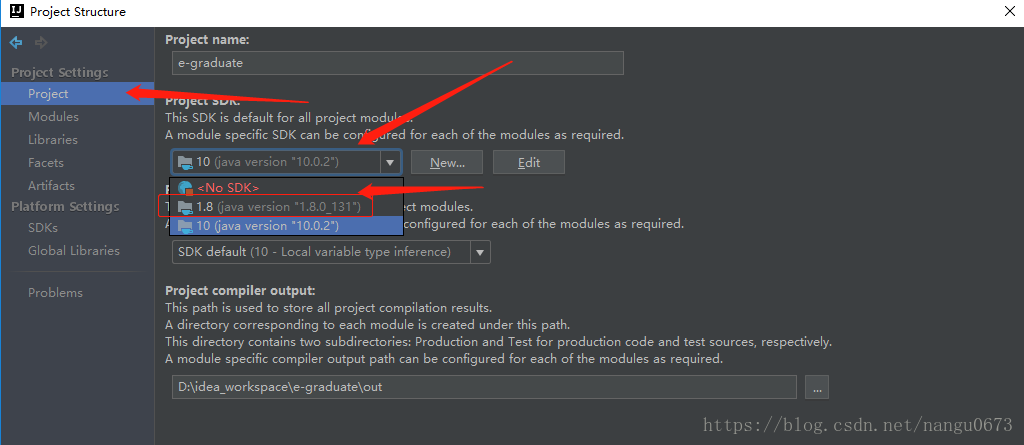 Project Structure
Project Settings
Project
Modules
Libraries
Facets
Artifacts
Platform Settings
SDKs
Global Libraries
Problems
Project name:
e-graduate
Project SDK:
This SDK is default for all project modules.
A module specific SDK can be configured for each of the modules as required.
10 (java version "10.0.2")
New...
Edit
<No SDK>
1.8 (java version "1.8.0_131")
ect modules.
10 (java version "10.0.2")
configured for each of the modules as required.
SDK default (10 - Local variable type inference)
Project compiler output:
This path is used to store all project compilation results.
A directory corresponding to each module is created under this path.
This directory contains two subdirectories: Production and Test for production code and test sources, respectively.
A module specific compiler output path can be configured for each of the modules as required.
D:\idea_workspace\e-graduate\out
...
https://blog.csdn.net/nangu0673